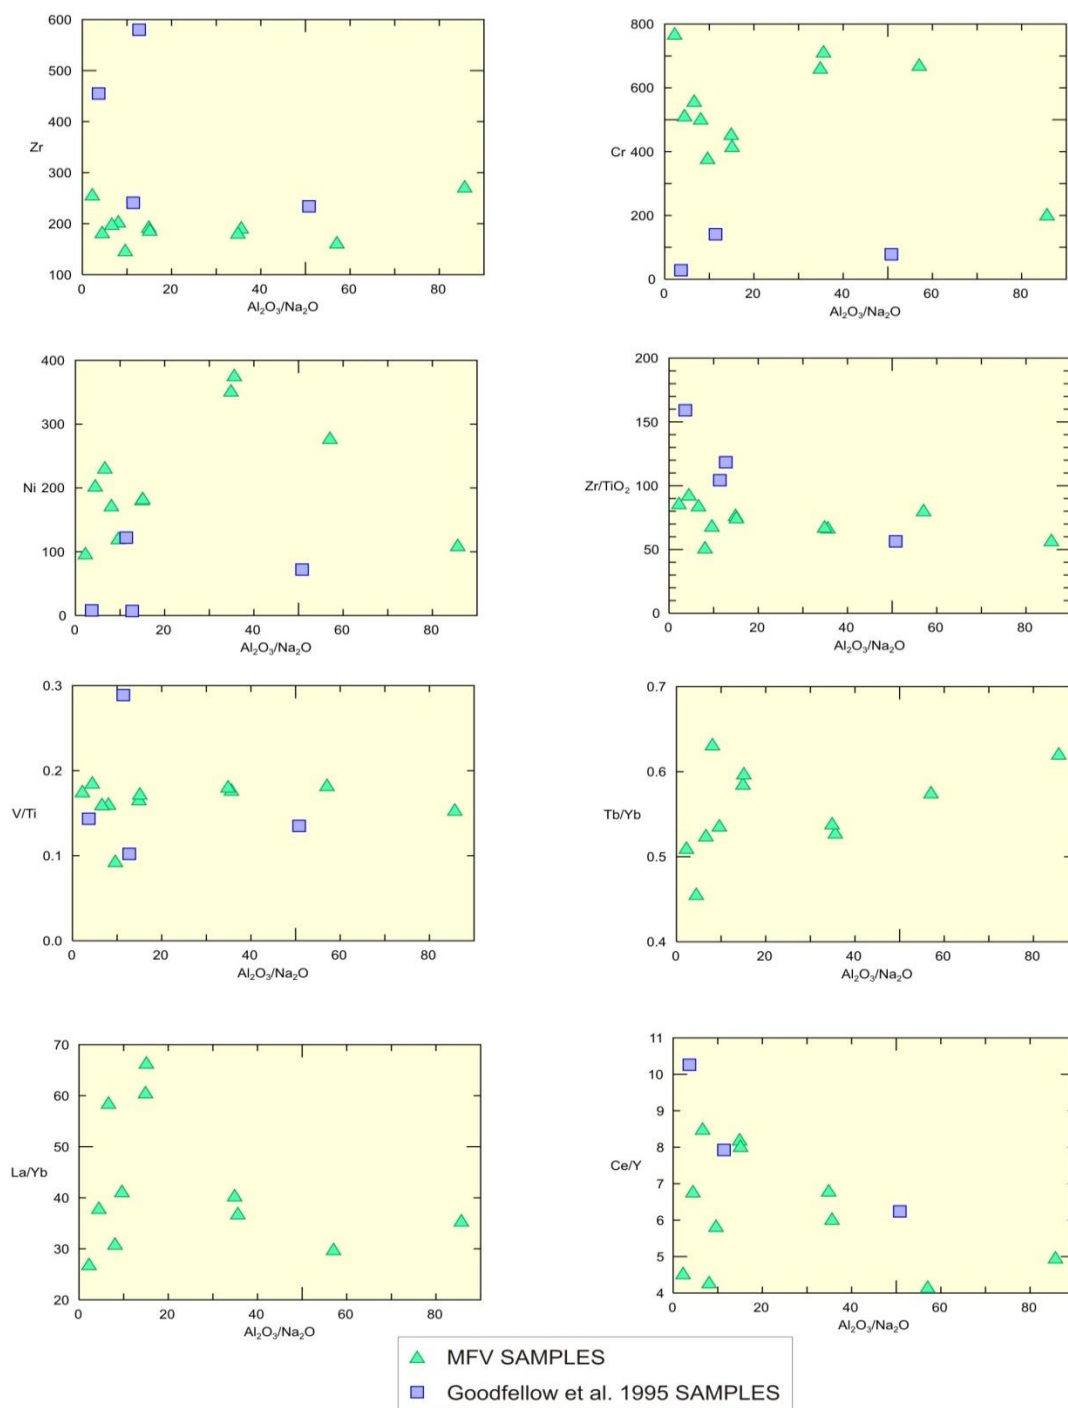 600
500
400
Zr
300
200
100
0 20 40 60 80
Al₂O₃/Na₂O
800
600
Cr 400
200
0
0 20 40 60 80
Al₂O₃/Na₂O
400
300
Ni 200
100
0
0 20 40 60 80
Al₂O₃/Na₂O
200
150
Zr/TiO₂ 100
50
0
0 20 40 60 80
Al₂O₃/Na₂O
0.3
0.2
V/Ti
0.1
0.0
0 20 40 60 80
Al₂O₃/Na₂O
0.7
0.6
Tb/Yb
0.5
0.4
0 20 40 60 80
Al₂O₃/Na₂O
70
60
50
La/Yb
40
30
20
0 20 40 60 80
Al₂O₃/Na₂O
11
10
9
8
Ce/Y
7
6
5
4
0 20 40 60 80
Al₂O₃/Na₂O
MFV SAMPLES
Goodfellow et al. 1995 SAMPLES